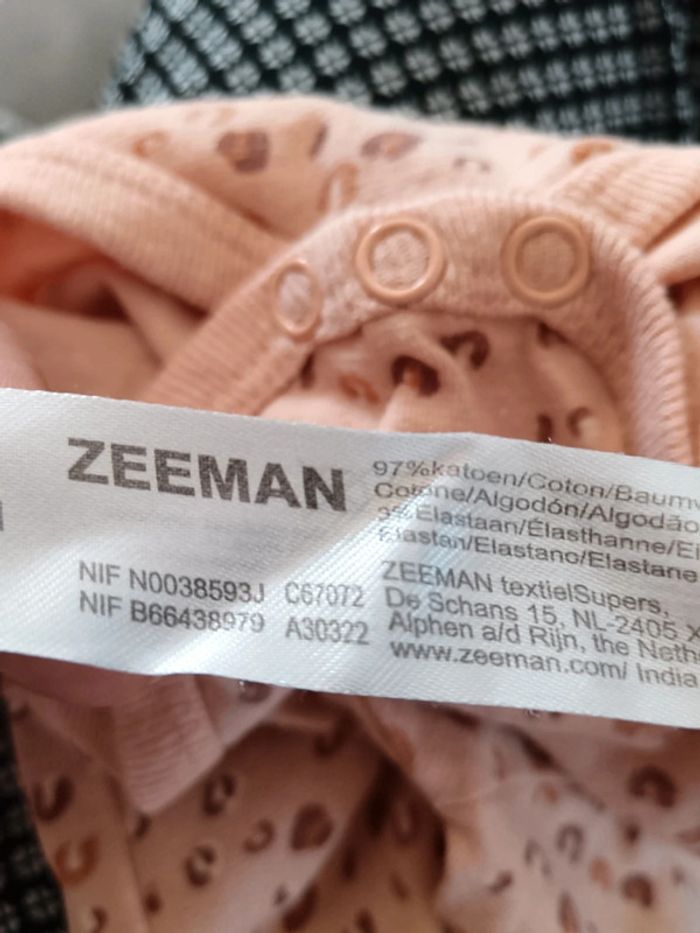 ZEEMAN
97%katoen/Coton/Baumw
Cotone/Algodón/Algodão
3%Elastaan/Élasthanne/El
Elastan/Elastano/Elastane
NIF N0038593J C67072
NIF B66438979 A30322
ZEEMAN textielSupers,
De Schans 15, NL-2405 X
Alphen a/d Rijn, the Neth
www.zeeman.com/ India